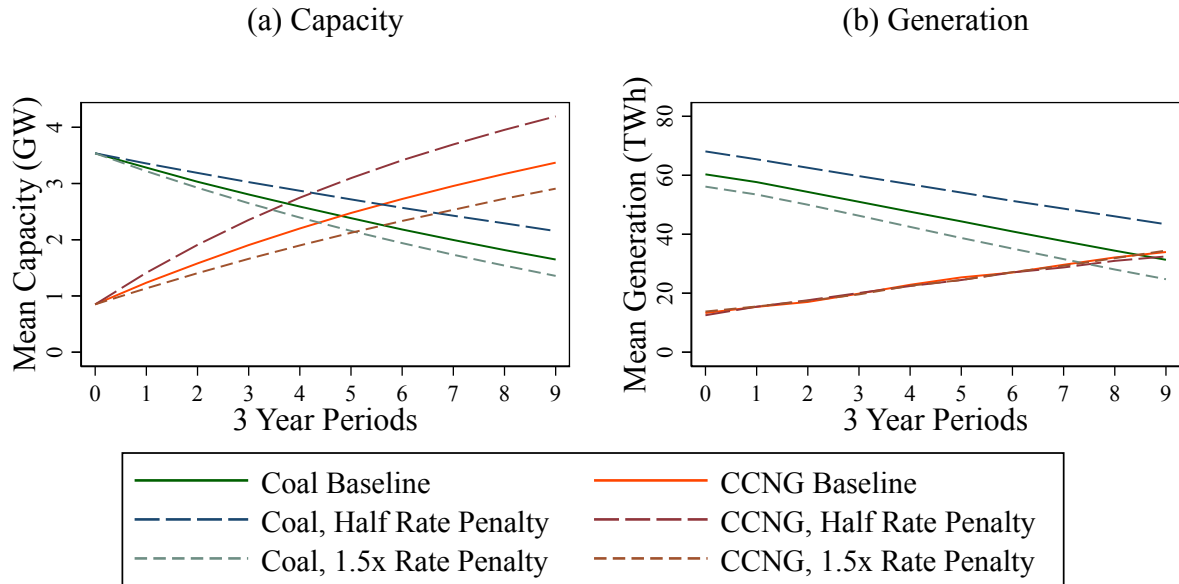 (a) Capacity
Mean Capacity (GW)
0 1 2 3 4
0 1 2 3 4 5 6 7 8 9
3 Year Periods
(b) Generation
Mean Generation (TWh)
0 20 40 60 80
0 1 2 3 4 5 6 7 8 9
3 Year Periods
Coal Baseline
CCNG Baseline
Coal, Half Rate Penalty
CCNG, Half Rate Penalty
Coal, 1.5x Rate Penalty
CCNG, 1.5x Rate Penalty